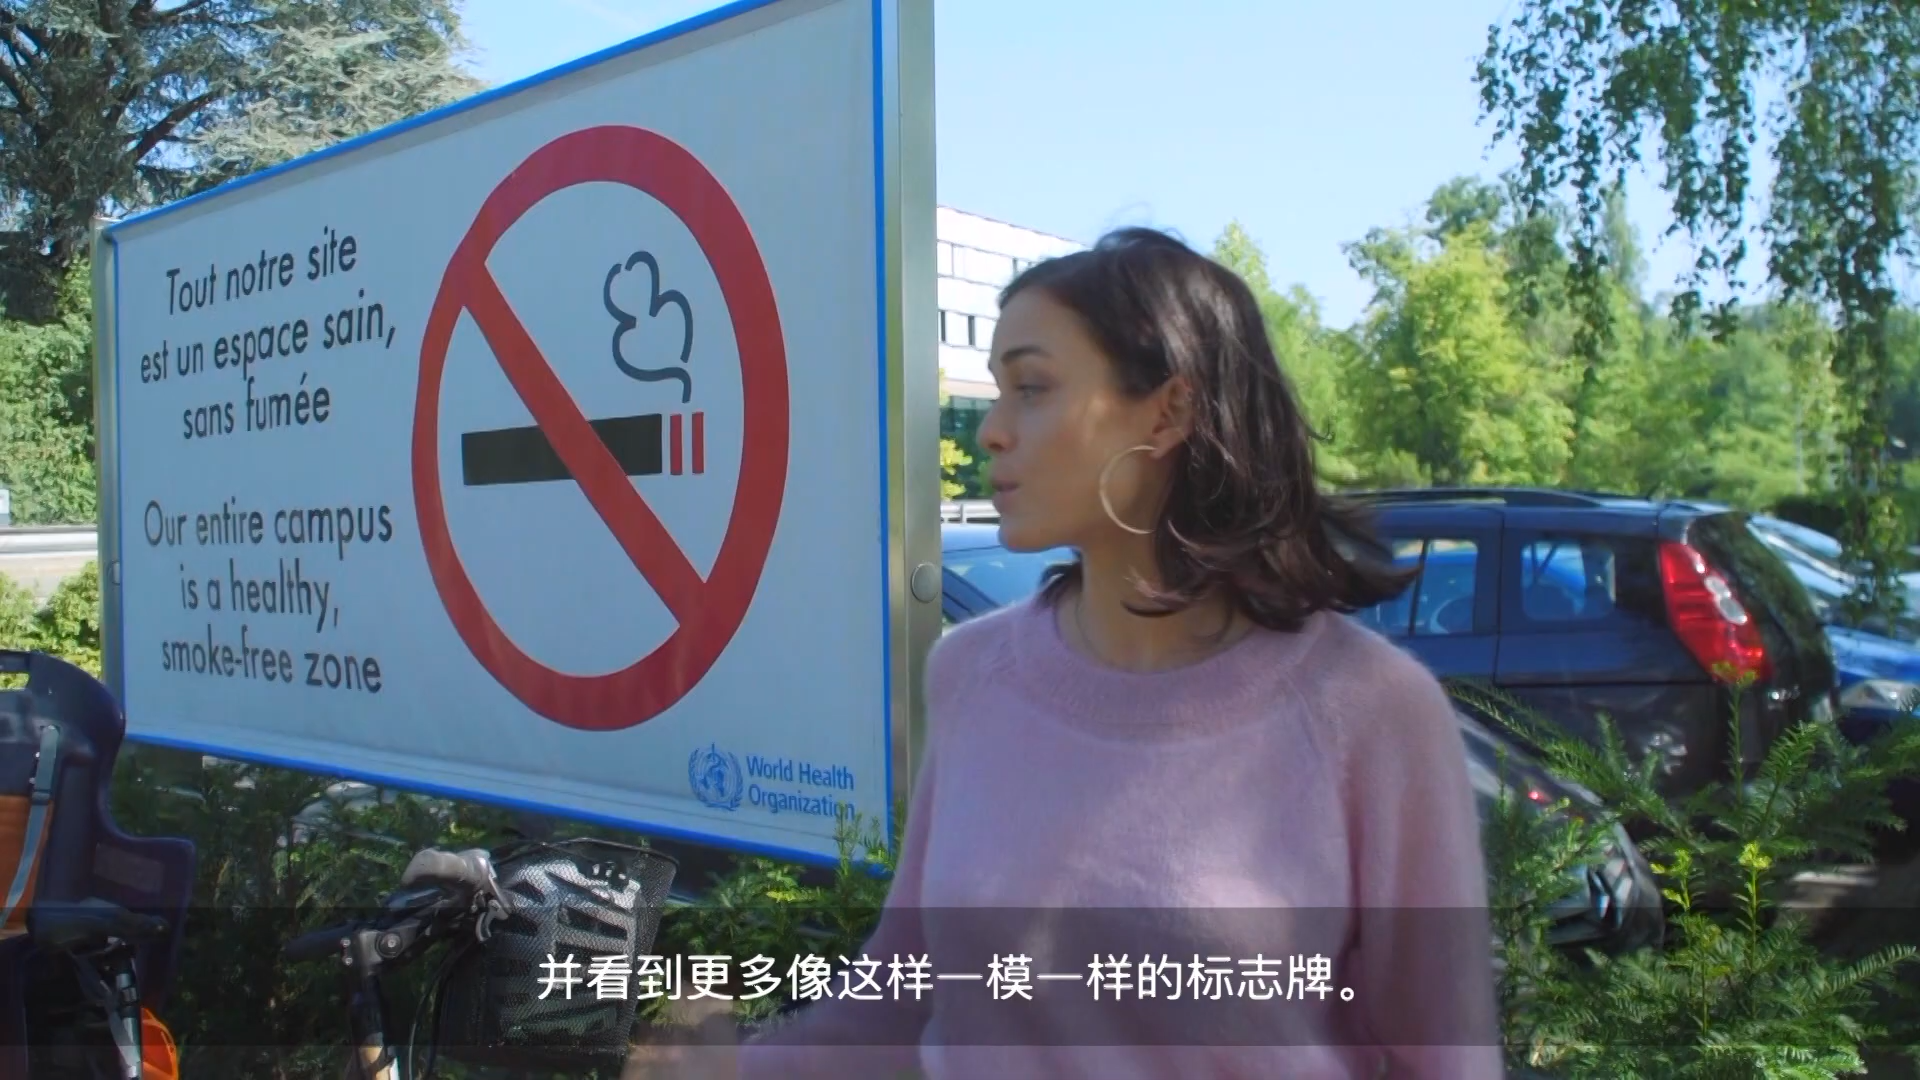 Tout notre site
est un espace sain,
sans fumée
Our entire campus
is a healthy,
smoke-free zone
World Health
Organization
并看到更多像这样一模一样的标志牌。